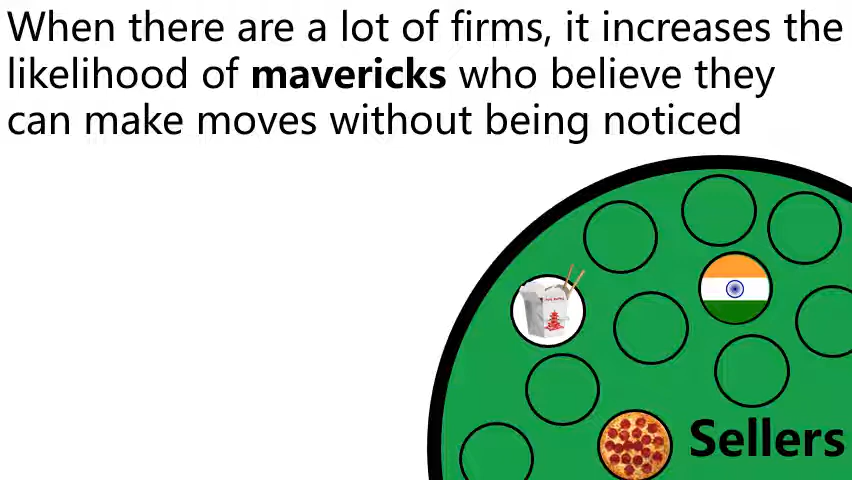 When there are a lot of firms, it increases the
likelihood of mavericks who believe they
can make moves without being noticed
Sellers